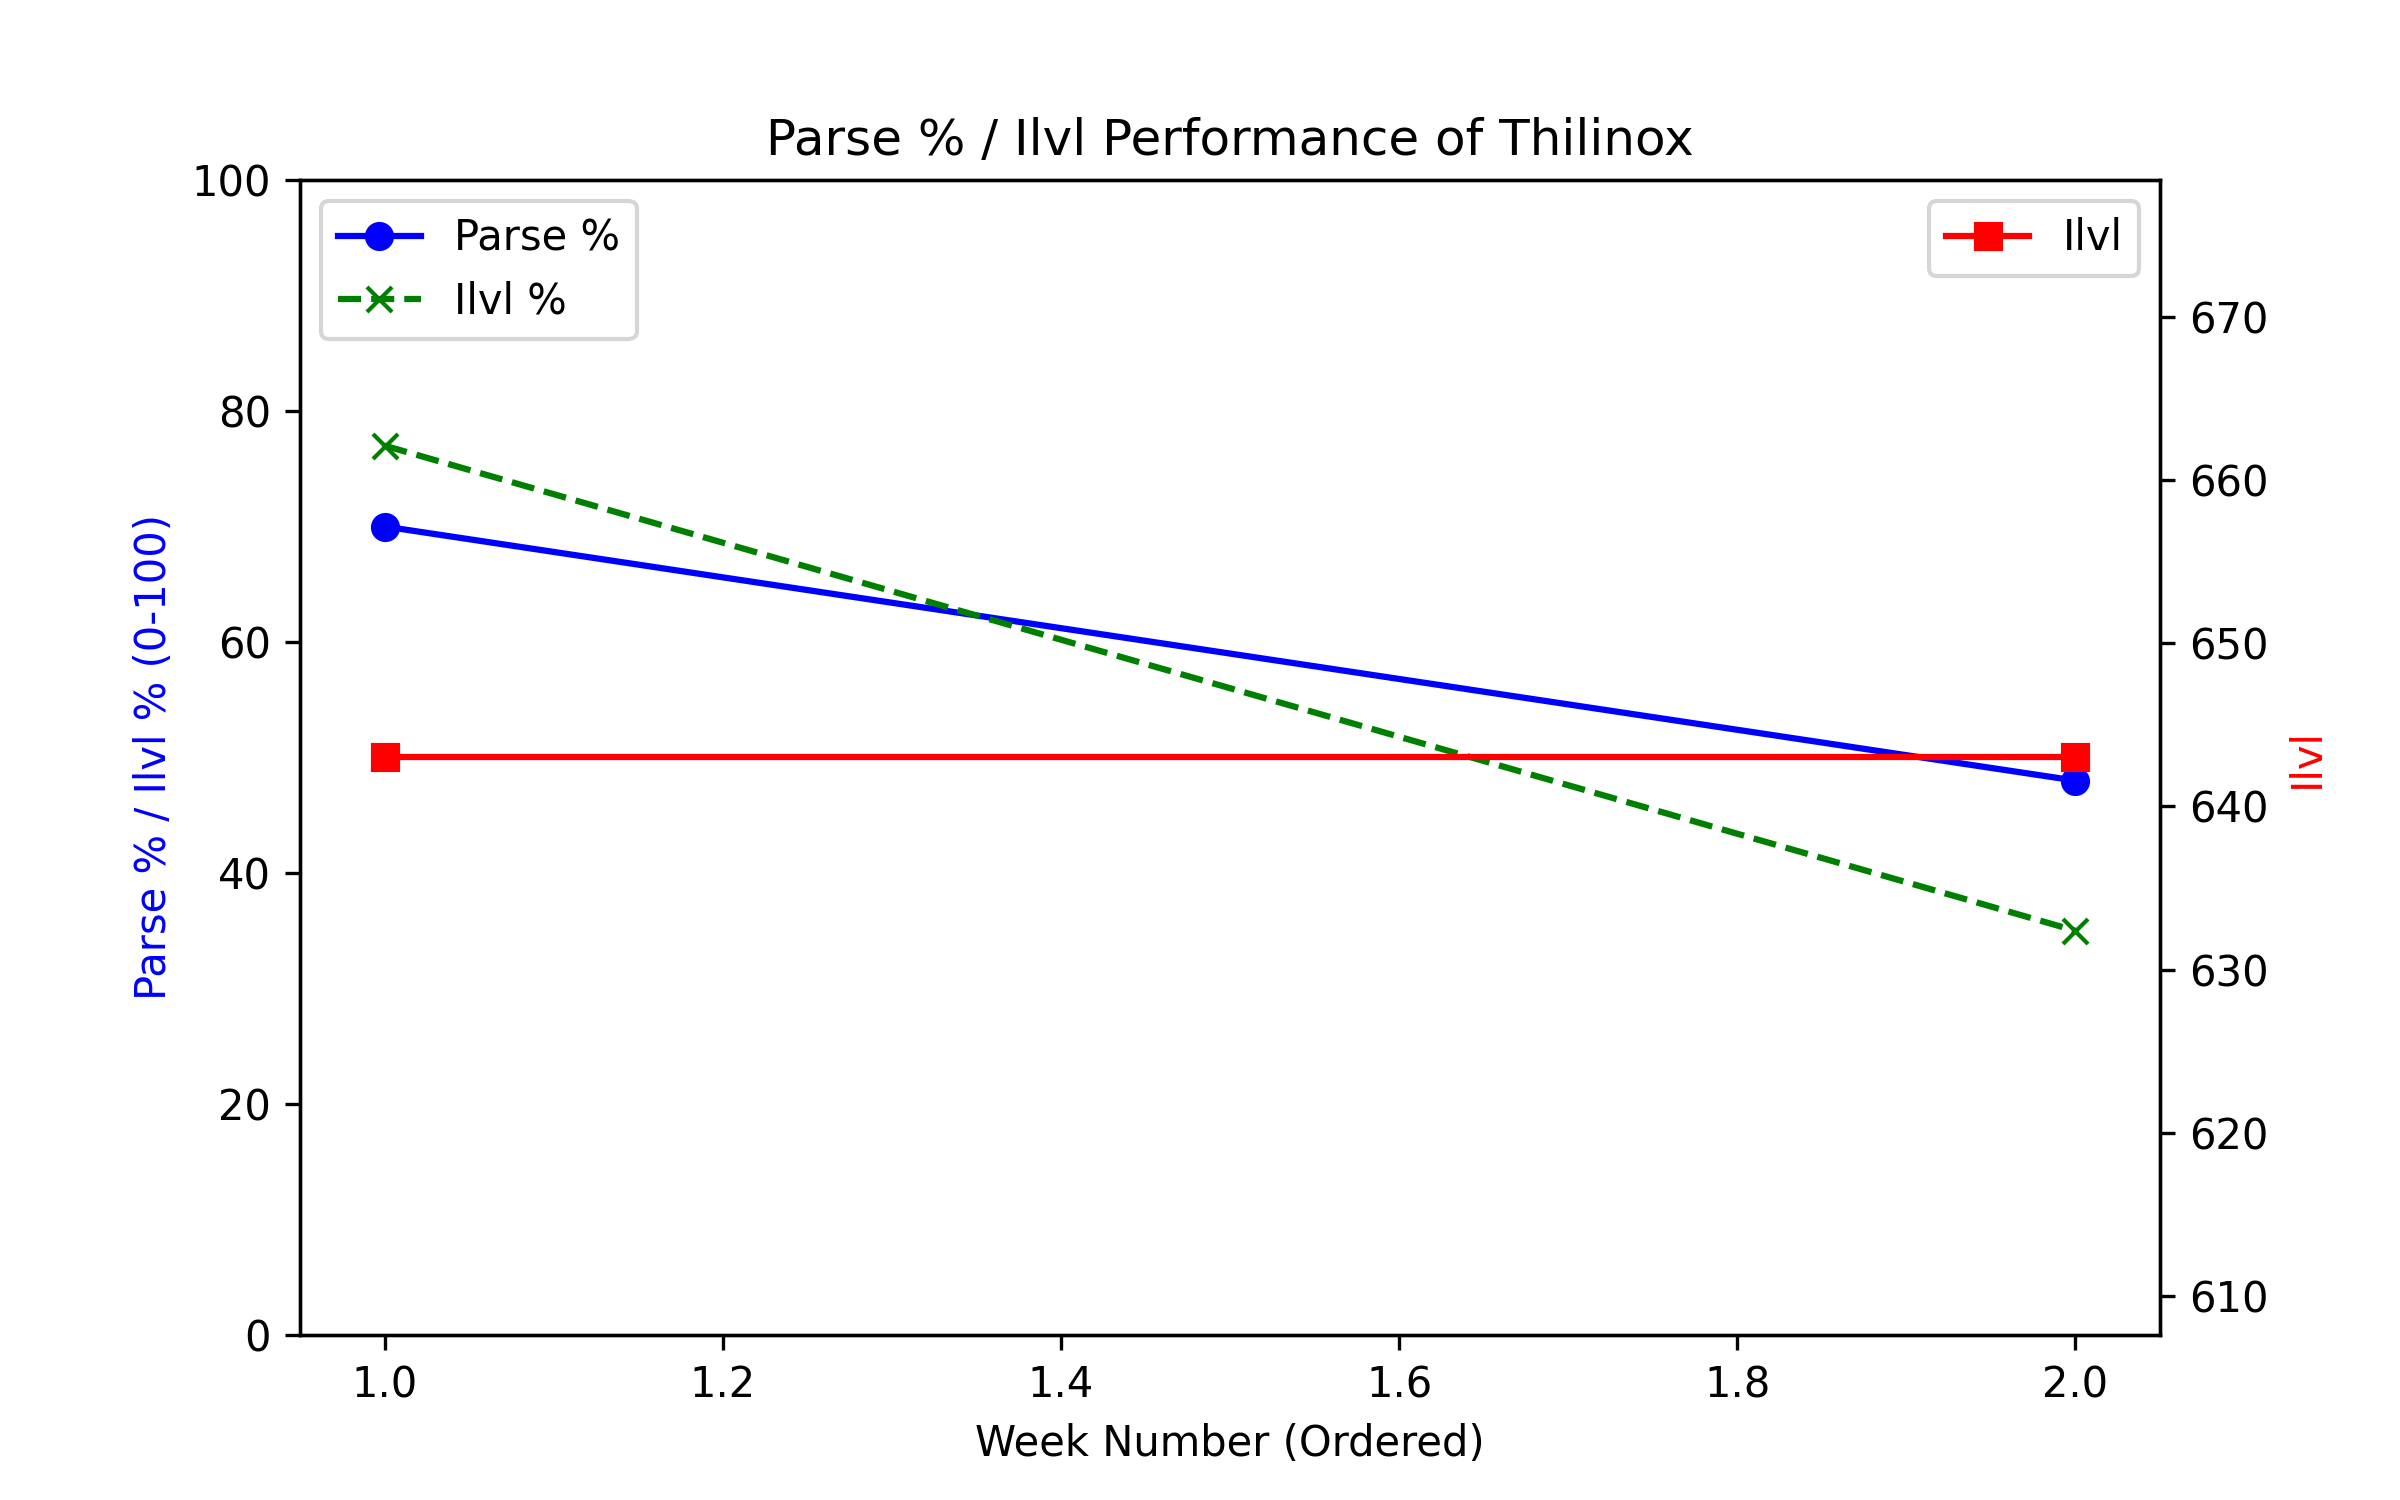 Parse % / Ilvl Performance of Thilinox
Parse %
Ilvl %
Ilvl
100
80
60
40
20
0
Parse % / Ilvl % (0-100)
670
660
650
640
630
620
610
Ilvl
1.0 1.2 1.4 1.6 1.8 2.0
Week Number (Ordered)